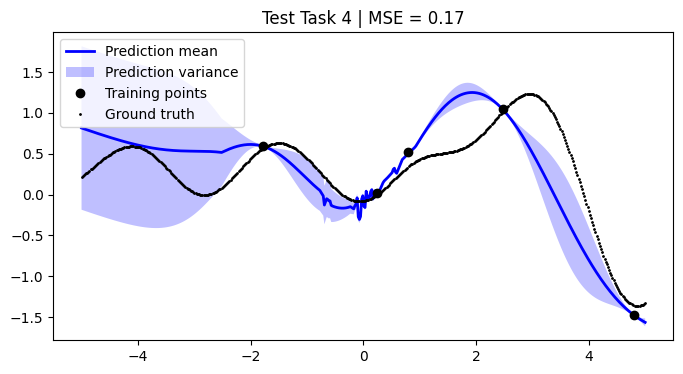 Test Task 4 | MSE = 0.17
Prediction mean
Prediction variance
Training points
Ground truth
1.5
1.0
0.5
0.0
−0.5
−1.0
−1.5
−4
−2
0
2
4